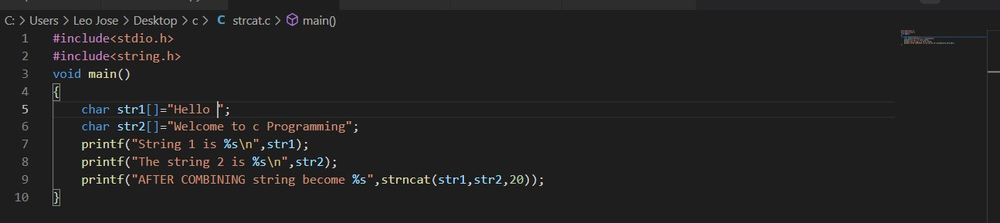 C: > Users > Leo Jose > Desktop > c > C strcat.c > main()
1 #include<stdio.h>
2 #include<string.h>
3 void main()
4 {
5 char str1[]="Hello ";
6 char str2[]="Welcome to c Programming";
7 printf("String 1 is %s\n",str1);
8 printf("The string 2 is %s\n",str2);
9 printf("AFTER COMBINING string become %s",strncat(str1,str2,20));
10 }